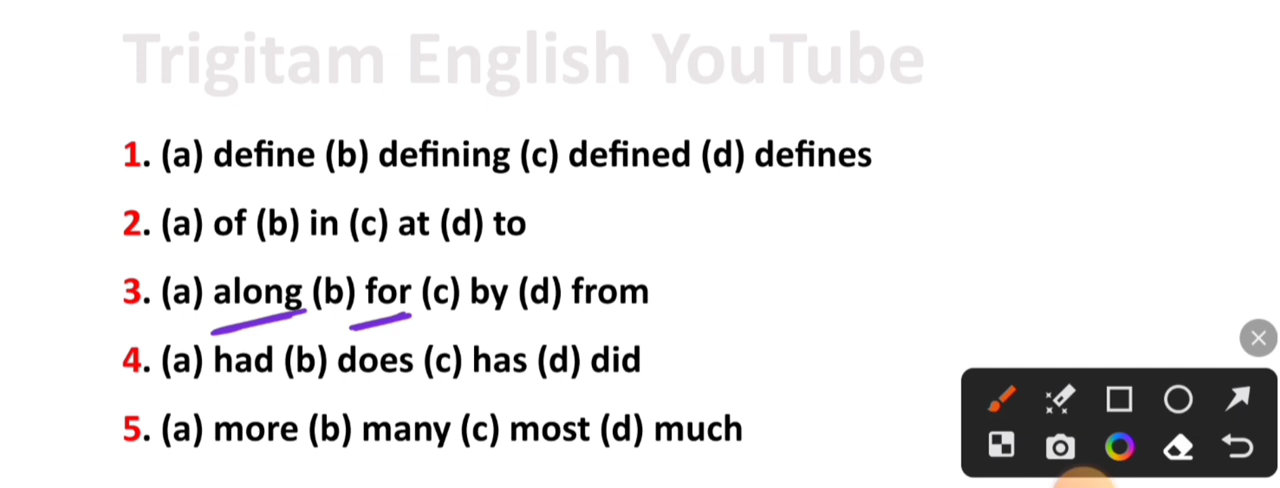 Trigitam English YouTube
1. (a) define (b) defining (c) defined (d) defines
2. (a) of (b) in (c) at (d) to
3. (a) along (b) for (c) by (d) from
4. (a) had (b) does (c) has (d) did
5. (a) more (b) many (c) most (d) much